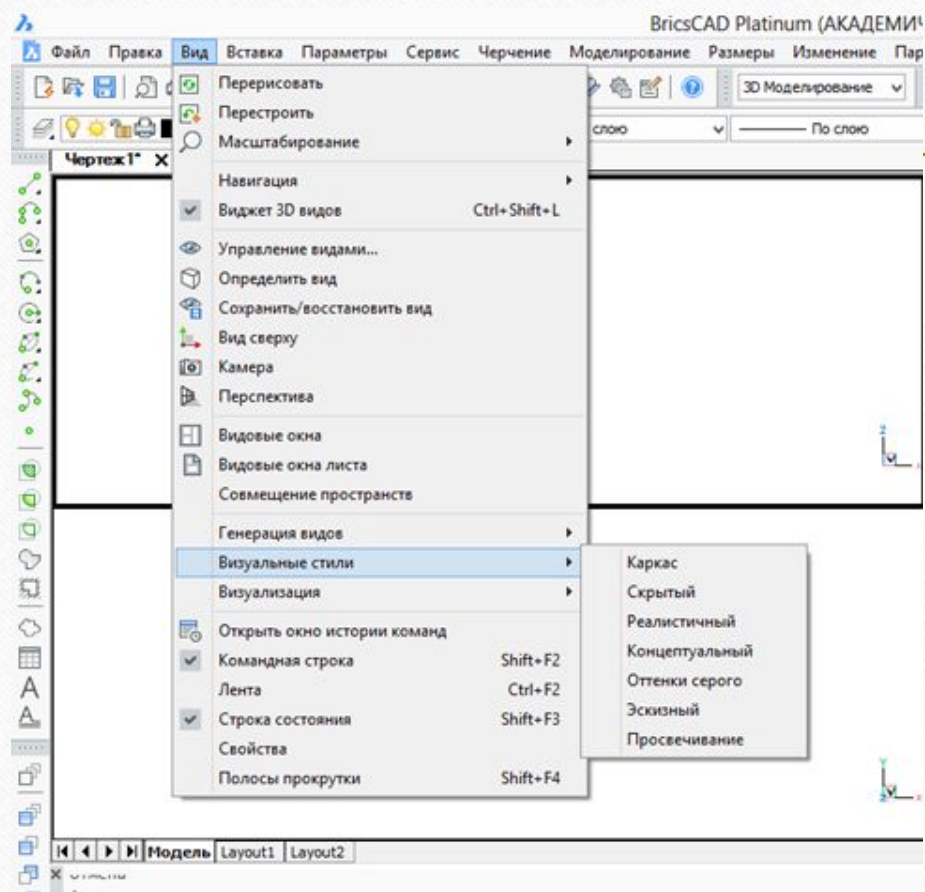 BricsCAD Platinum (АКАДЕМИЧ
Файл Правка Вид Вставка Параметры Сервис Черчение Моделирование Размеры Изменение Пар
3D Моделирование
слою По слою
Чертеж1* X
Перерисовать
Перестроить
Масштабирование
Навигация
Виджет 3D видов Ctrl+Shift+L
Управление видами...
Определить вид
Сохранить/восстановить вид
Вид сверху
Камера
Перспектива
Видовые окна
Видовые окна листа
Совмещение пространств
Генерация видов
Визуальные стили
Визуализация
Открыть окно истории команд
Командная строка Shift+F2
Лента Ctrl+F2
Строка состояния Shift+F3
Свойства
Полосы прокрутки Shift+F4
Каркас
Скрытый
Реалистичный
Концептуальный
Оттенки серого
Эскизный
Просвечивание
Модель Layout1 Layout2